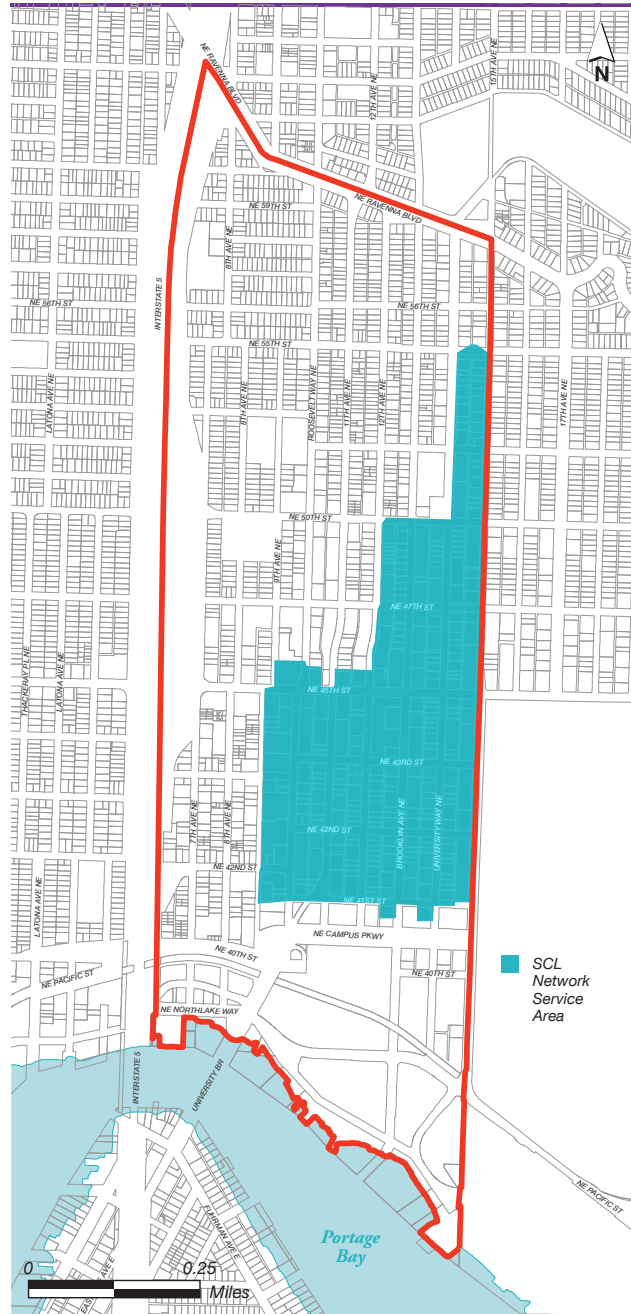 NE RAVENNA BLVD
12TH AVE NE
15TH AVE NE
N
NE 59TH ST
NE RAVENNA BLVD
8TH AVE NE
INTERSTATE 5
NE 56TH ST
NE 56TH ST
NE 55TH ST
LATONA AVE NE
8TH AVE NE
ROOSEVELT WAY NE
11TH AVE NE
12TH AVE NE
17TH AVE NE
NE 50TH ST
9TH AVE NE
NE 47TH ST
THACKERAY PL NE
LATONA AVE NE
NE 45TH ST
NE 43RD ST
7TH AVE NE
8TH AVE NE
NE 42ND ST
BROOKLYN AVE NE
UNIVERSITY WAY NE
NE 42ND ST
LATONA AVE NE
NE 41ST ST
NE CAMPUS PKWY
NE 40TH ST
NE 40TH ST
NE PACIFIC ST
SCL
Network
Service
Area
NE NORTHLAKE WAY
INTERSTATE 5
UNIVERSITY BR
NE PACIFIC ST
FUHRMAN AVE E
Portage
Bay
0
0.25
Miles